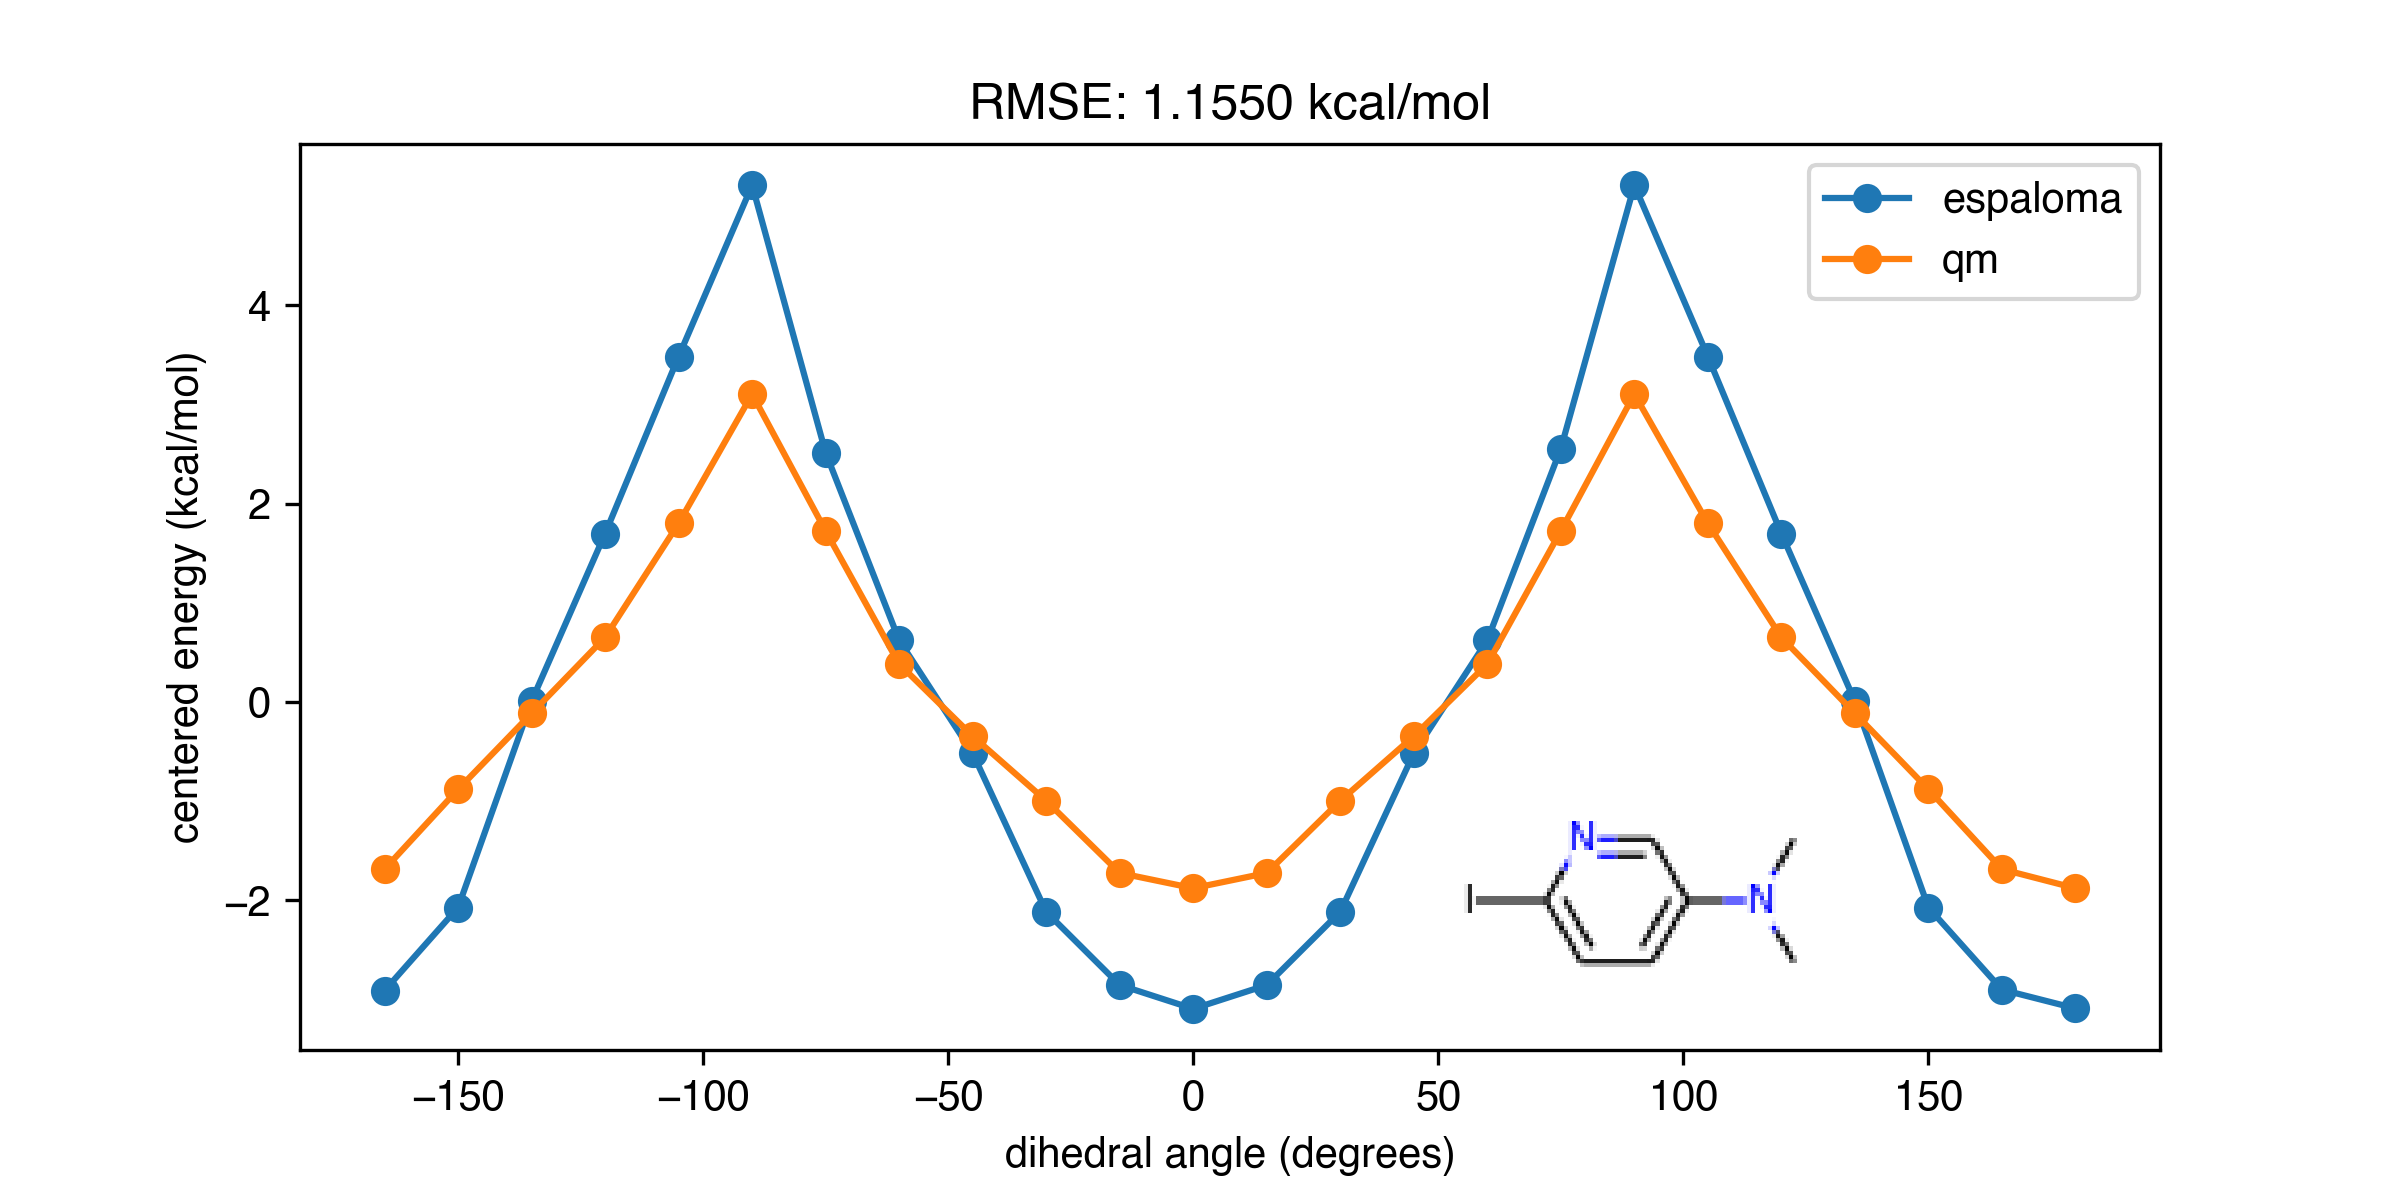 RMSE: 1.1550 kcal/mol
espaloma
qm
centered energy (kcal/mol)
4
2
0
−2
N
I
N
−150 −100 −50 0 50 100 150
dihedral angle (degrees)